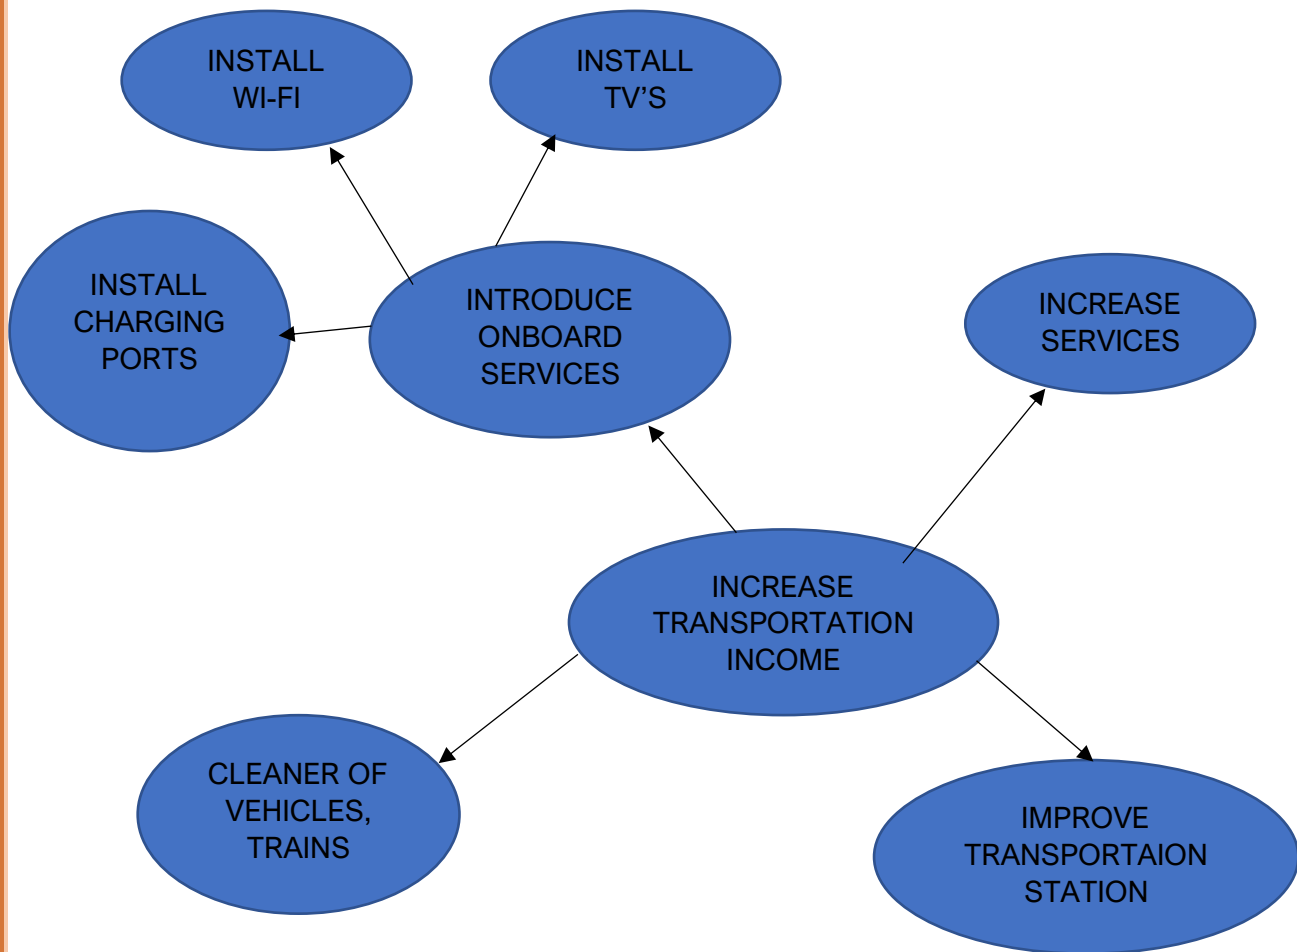 INSTALL
WI-FI
INSTALL
TV’S
INSTALL
CHARGING
PORTS
INTRODUCE
ONBOARD
SERVICES
INCREASE
SERVICES
INCREASE
TRANSPORTATION
INCOME
CLEANER OF
VEHICLES,
TRAINS
IMPROVE
TRANSPORTAION
STATION